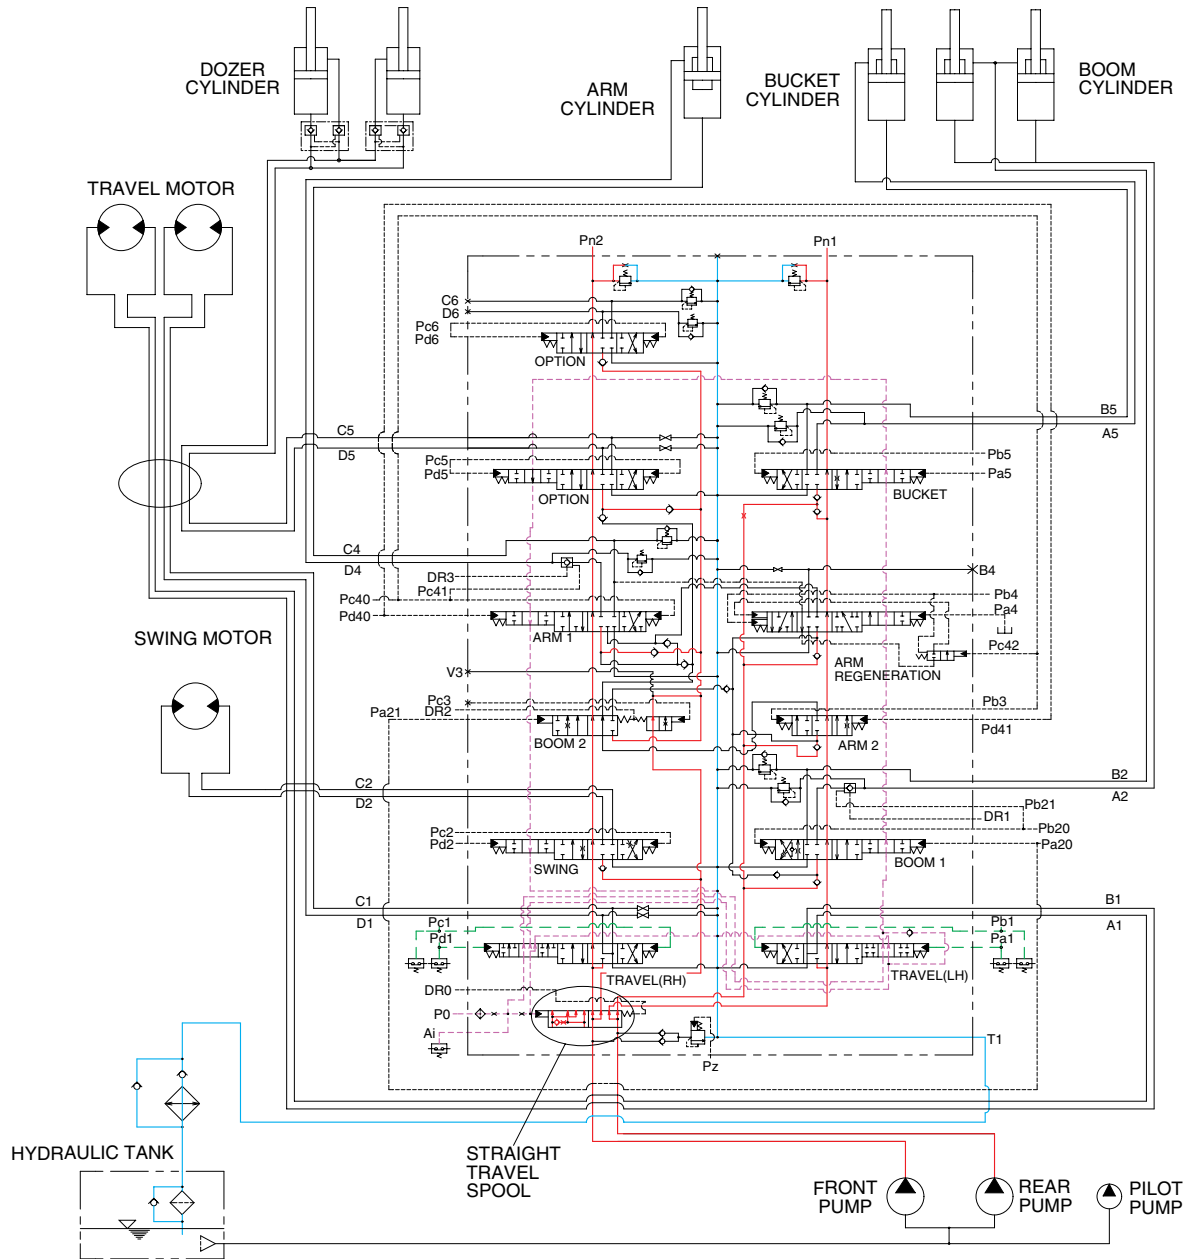 DOZER
CYLINDER
ARM
CYLINDER
BUCKET
CYLINDER
BOOM
CYLINDER
TRAVEL MOTOR
Pn2
Pn1
C6
D6
Pc6
Pd6
OPTION
B5
A5
C5
D5
Pc5
Pd5
OPTION
Pb5
Pa5
BUCKET
C4
D4
DR3
Pc41
Pc40
Pd40
ARM 1
B4
Pb4
Pa4
Pc42
ARM
REGENERATION
SWING MOTOR
V3
Pc3
DR2
Pa21
BOOM 2
Pb3
Pd41
ARM 2
C2
D2
B2
A2
Pb21
DR1
Pc2
Pd2
SWING
Pb20
Pa20
BOOM 1
C1
D1
B1
A1
Pc1
Pd1
TRAVEL(RH)
Pb1
Pa1
TRAVEL(LH)
DR0
P0
Ai
Pz
T1
HYDRAULIC TANK
STRAIGHT
TRAVEL
SPOOL
FRONT
PUMP
REAR
PUMP
PILOT
PUMP